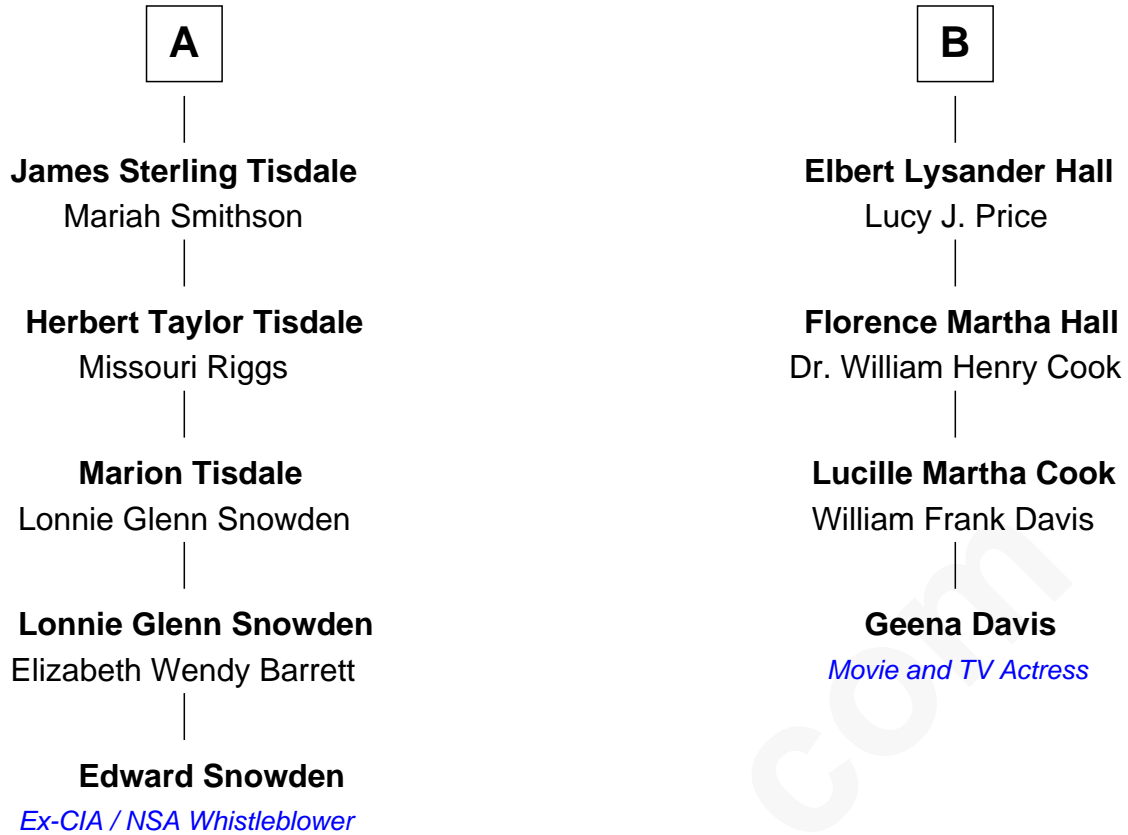 A
James Sterling Tisdale
Mariah Smithson
Herbert Taylor Tisdale
Missouri Riggs
Marion Tisdale
Lonnie Glenn Snowden
Lonnie Glenn Snowden
Elizabeth Wendy Barrett
Edward Snowden
Ex-CIA / NSA Whistleblower
B
Elbert Lysander Hall
Lucy J. Price
Florence Martha Hall
Dr. William Henry Cook
Lucille Martha Cook
William Frank Davis
Geena Davis
Movie and TV Actress
com